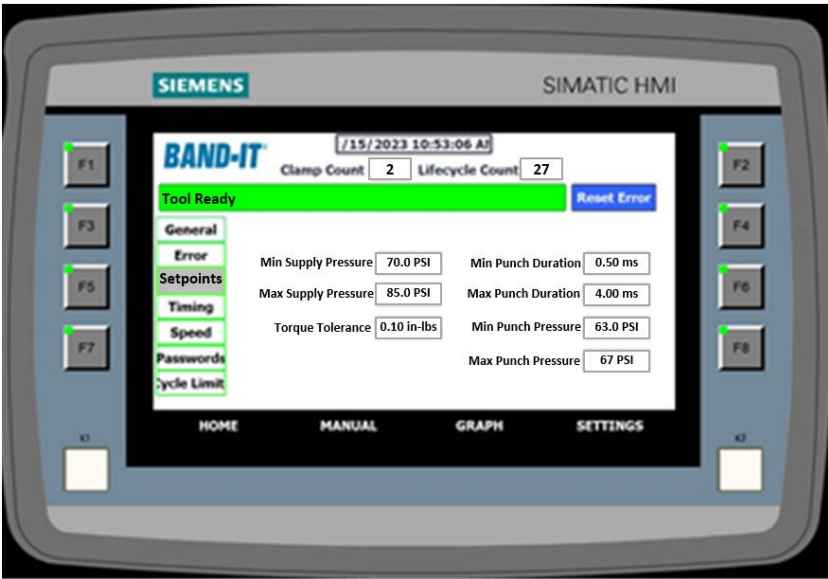 SIEMENS SIMATIC HMI
BAND-IT
/15/2023 10:53:06 A
Clamp Count 2 Lifecycle Count 27
Tool Ready Reset Error
General
Error
Setpoints
Timing
Speed
Passwords
ycle Limit
Min Supply Pressure 70.0 PSI
Max Supply Pressure 85.0 PSI
Torque Tolerance 0.10 in-lbs
Min Punch Duration 0.50 ms
Max Punch Duration 4.00 ms
Min Punch Pressure 63.0 PSI
Max Punch Pressure 67 PSI
HOME MANUAL GRAPH SETTINGS
F1
F3
F5
F7
K1
F2
F4
F6
F8
K2